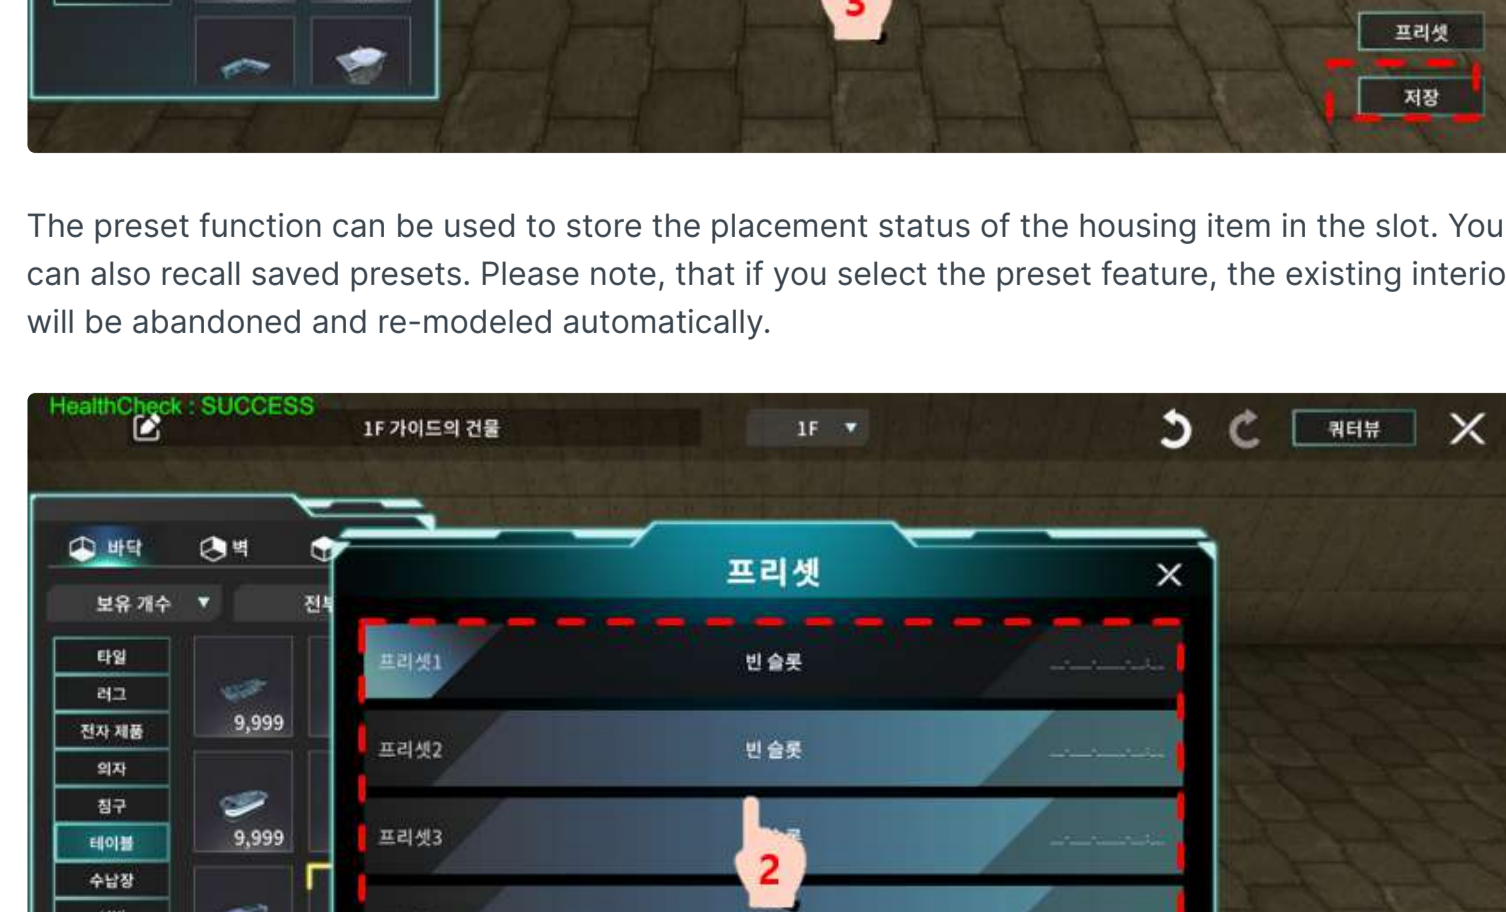 3
프리셋
저장
The preset function can be used to store the placement status of the housing item in the slot. You
can also recall saved presets. Please note, that if you select the preset feature, the existing interio
will be abandoned and re-modeled automatically.
HealthCheck : SUCCESS
1F 가이드의 건물
1F
쿼터뷰
바닥
벽
프리셋
보유 개수
전부
타일
러그
전자 제품
의자
침구
테이블
수납장
9,999
9,999
프리셋1 빈 슬롯
프리셋2 빈 슬롯
프리셋3
2